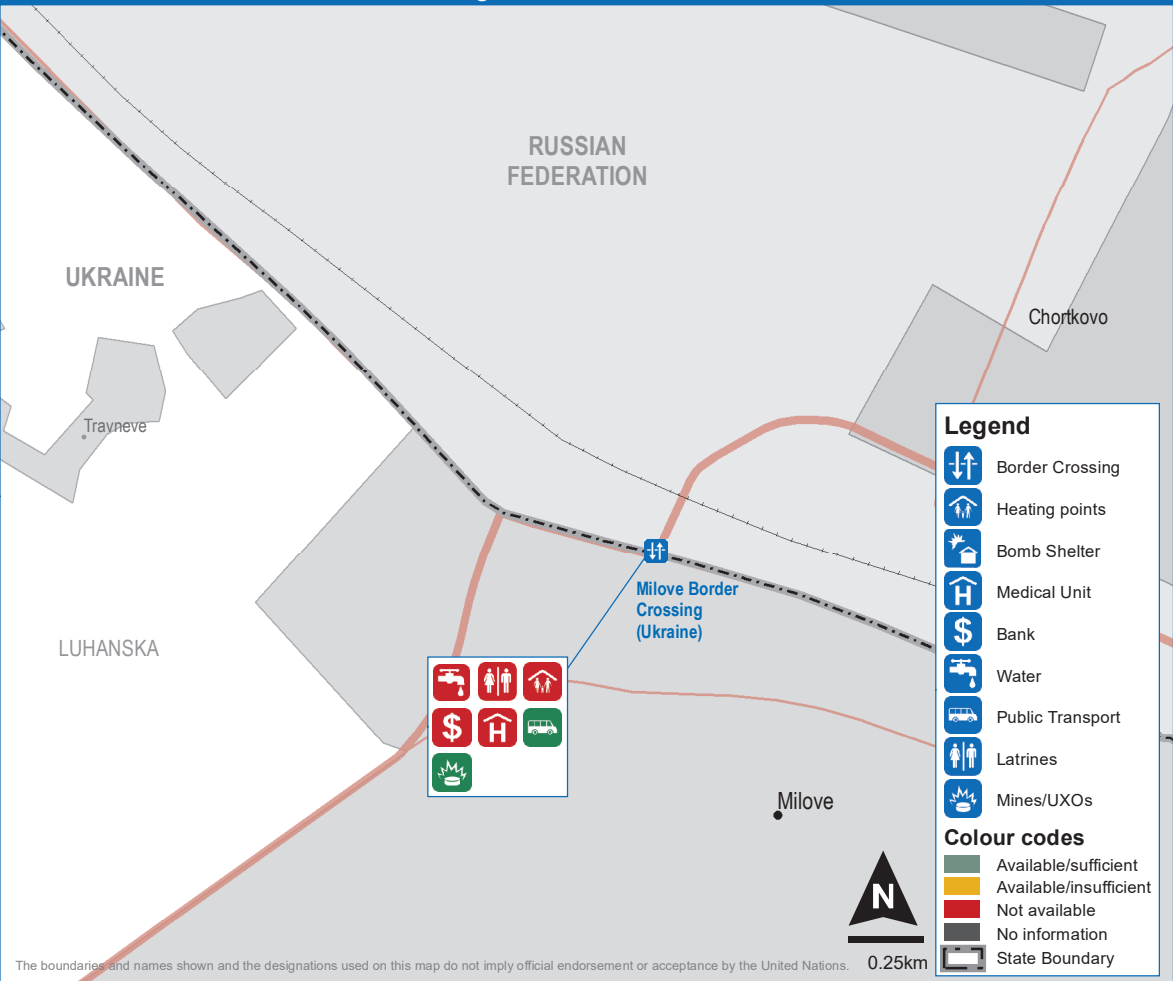 RUSSIAN
FEDERATION
UKRAINE
Chortkovo
Travneve
LUHANSKA
Milove Border
Crossing
(Ukraine)
$
H
Milove
N
0.25km
Legend
Border Crossing
Heating points
Bomb Shelter
H Medical Unit
$ Bank
Water
Public Transport
Latrines
Mines/UXOs
Colour codes
Available/sufficient
Available/insufficient
Not available
No information
State Boundary
The boundaries and names shown and the designations used on this map do not imply official endorsement or acceptance by the United Nations.